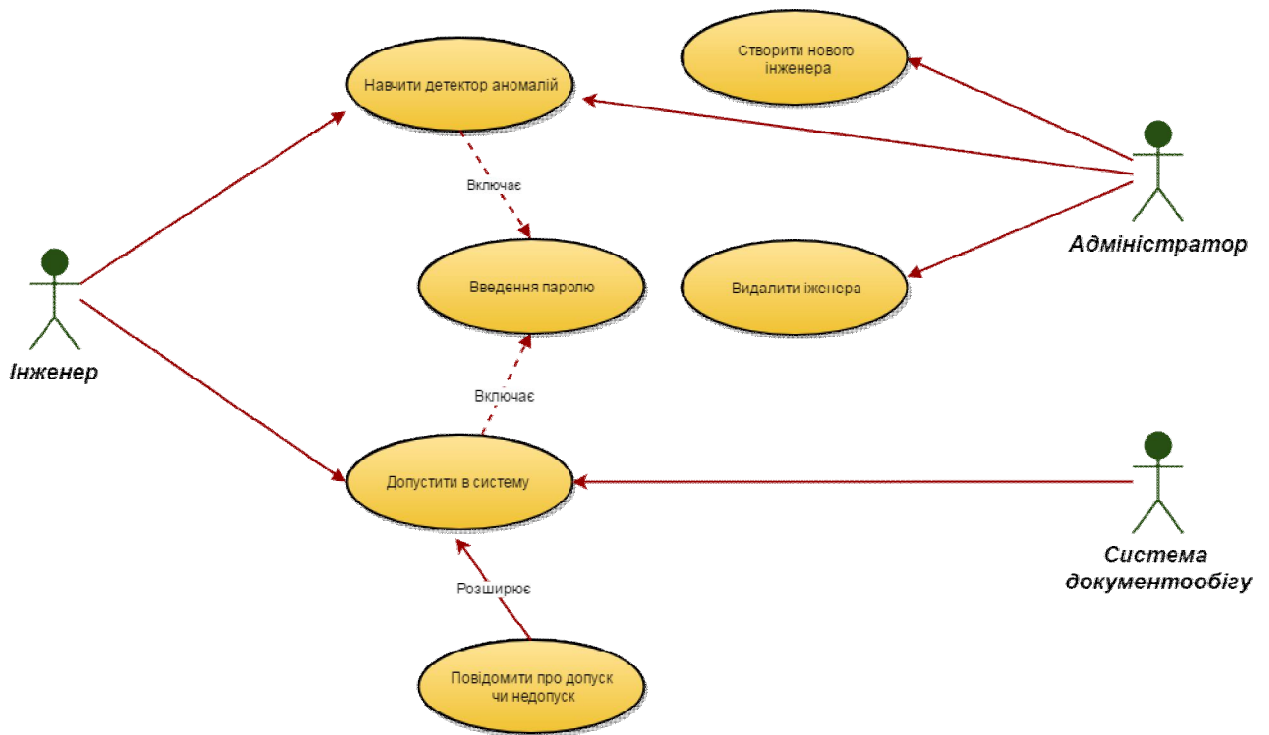 Створити нового
інженера
Навчити детектор аномалій
Включає
Адміністратор
Введення паролю
Видалити іженера
Інженер
Включає
Допустити в систему
Система
документообігу
Розширює
Повідомити про допуск
чи недопуск